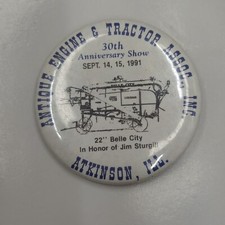 ANTIQUE ENGINE & TRACTOR ASSOC. INC.
30th
Anniversary Show
SEPT. 14, 15, 1991
22" Belle City
In Honor of Jim Sturgill
ATKINSON, ILL.